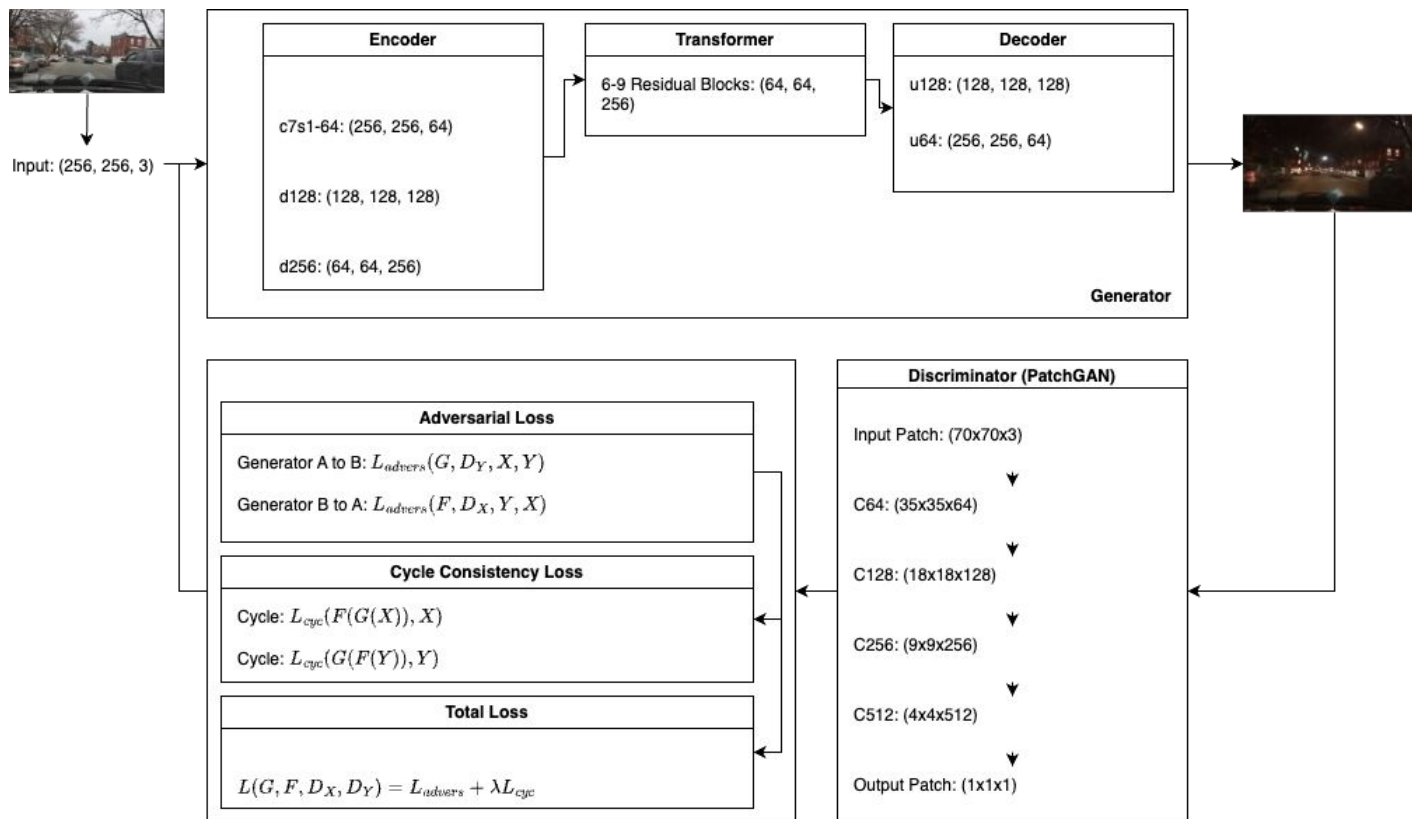 Input: (256, 256, 3)
Encoder
c7s1-64: (256, 256, 64)
d128: (128, 128, 128)
d256: (64, 64, 256)
Transformer
6-9 Residual Blocks: (64, 64,
256)
Decoder
u128: (128, 128, 128)
u64: (256, 256, 64)
Generator
Adversarial Loss
Generator A to B: $L_{advers}(G, D_Y, X, Y)$
Generator B to A: $L_{advers}(F, D_X, Y, X)$
Cycle Consistency Loss
Cycle: $L_{cyc}(F(G(X)), X)$
Cycle: $L_{cyc}(G(F(Y)), Y)$
Total Loss
$L(G, F, D_X, D_Y) = L_{advers} + \lambda L_{cyc}$
Discriminator (PatchGAN)
Input Patch: (70x70x3)
C64: (35x35x64)
C128: (18x18x128)
C256: (9x9x256)
C512: (4x4x512)
Output Patch: (1x1x1)